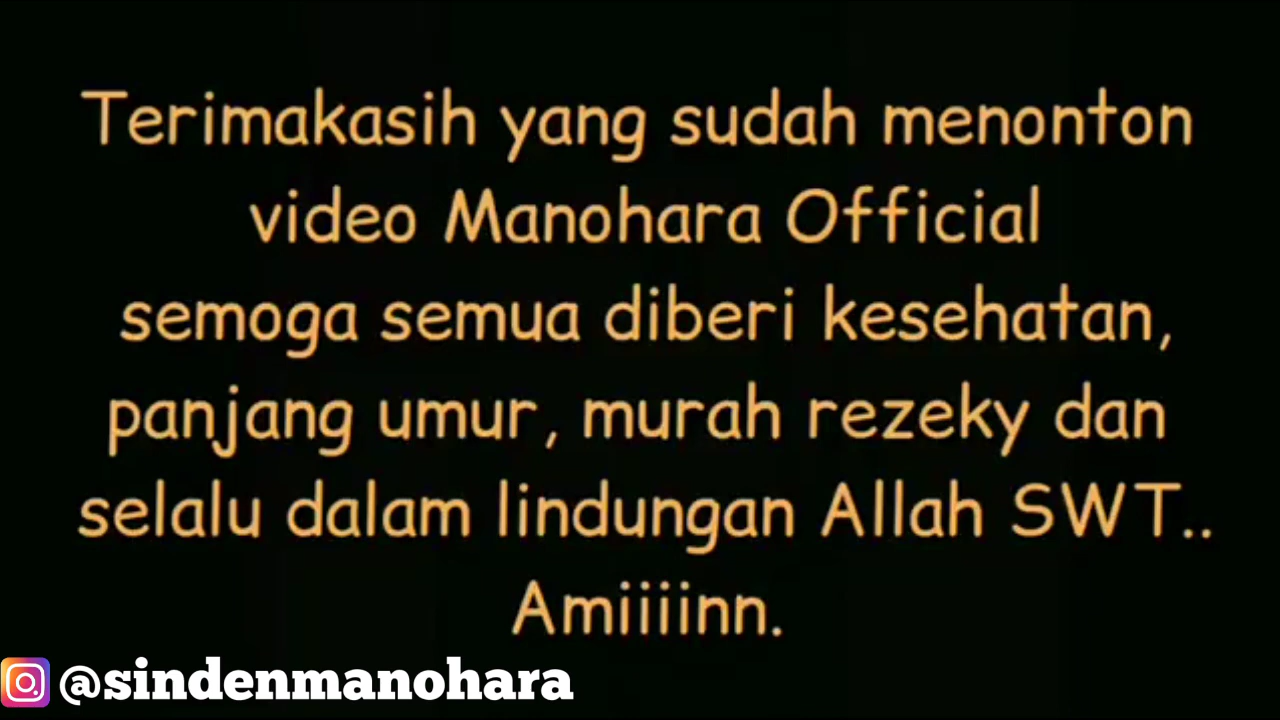 Terimakasih yang sudah menonton
video Manohara Official
semoga semua diberi kesehatan,
panjang umur, murah rezeky dan
selalu dalam lindungan Allah SWT..
Amiiiinn.
@sindenmanohara